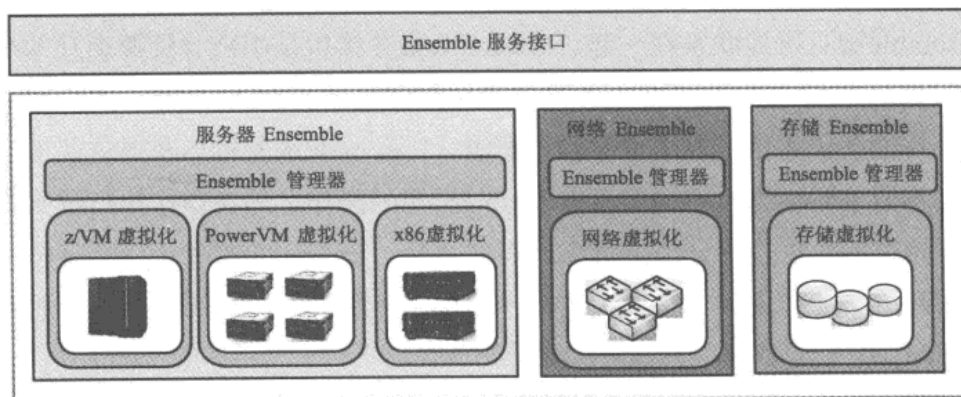 Ensemble 服务接口
服务器 Ensemble
Ensemble 管理器
z/VM 虚拟化
PowerVM 虚拟化
x86虚拟化
网络 Ensemble
Ensemble 管理器
网络虚拟化
存储 Ensemble
Ensemble 管理器
存储虚拟化